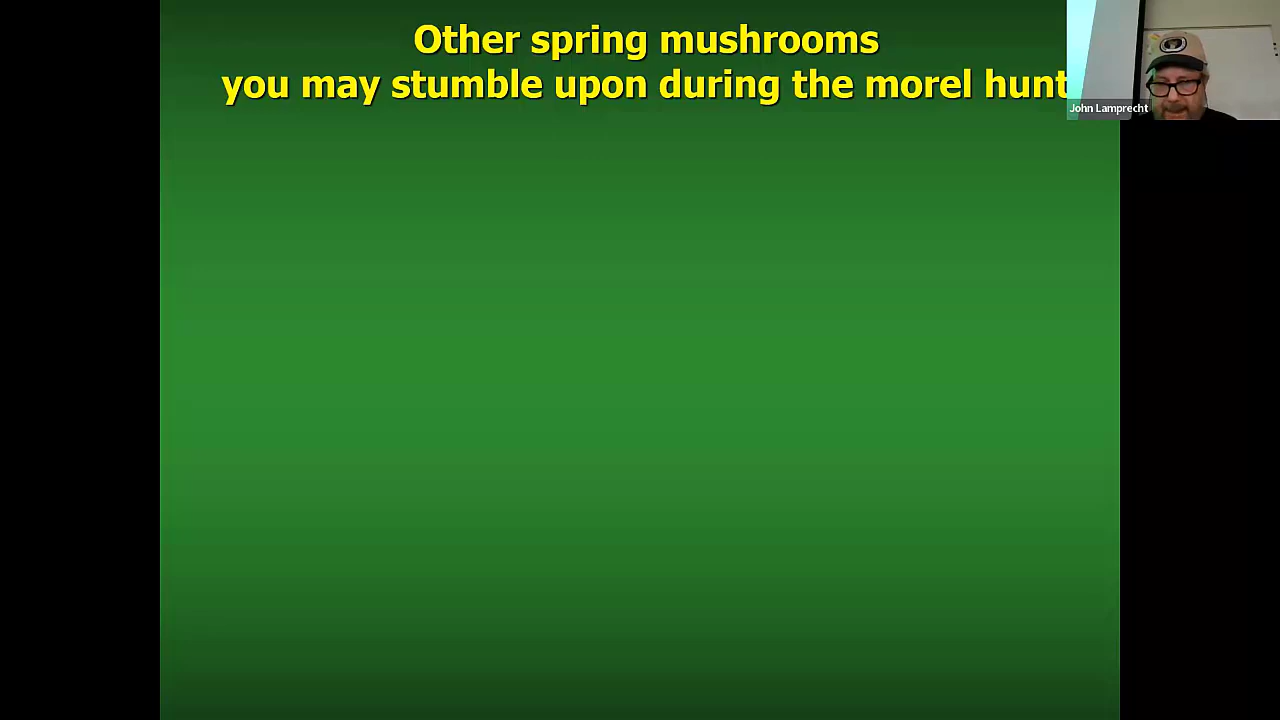 Other spring mushrooms
you may stumble upon during the morel hunt
John Lamprecht